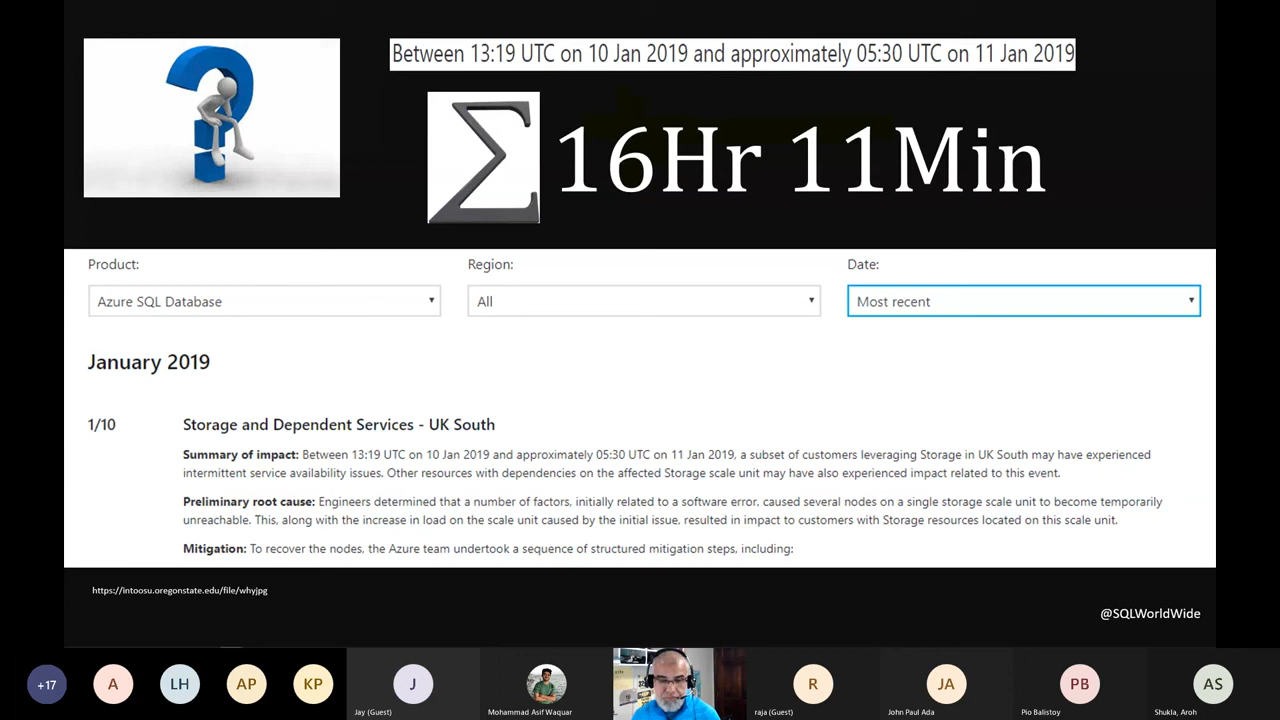 Between 13:19 UTC on 10 Jan 2019 and approximately 05:30 UTC on 11 Jan 2019
Σ 16Hr 11Min
Product:
Region:
Date:
Azure SQL Database
All
Most recent
January 2019
1/10
Storage and Dependent Services - UK South
Summary of impact: Between 13:19 UTC on 10 Jan 2019 and approximately 05:30 UTC on 11 Jan 2019, a subset of customers leveraging Storage in UK South may have experienced
intermittent service availability issues. Other resources with dependencies on the affected Storage scale unit may have also experienced impact related to this event.
Preliminary root cause: Engineers determined that a number of factors, initially related to a software error, caused several nodes on a single storage scale unit to become temporarily
unreachable. This, along with the increase in load on the scale unit caused by the initial issue, resulted in impact to customers with Storage resources located on this scale unit.
Mitigation: To recover the nodes, the Azure team undertook a sequence of structured mitigation steps, including:
https://intoosu.oregonstate.edu/file/whyjpg
@SQLWorldWide
+17
A
LH
AP
KP
J
R
JA
PB
AS
Jay (Guest)
Mohammad Asif Waquar
raja (Guest)
John Paul Ada
Pio Balistoy
Shukla, Aroh